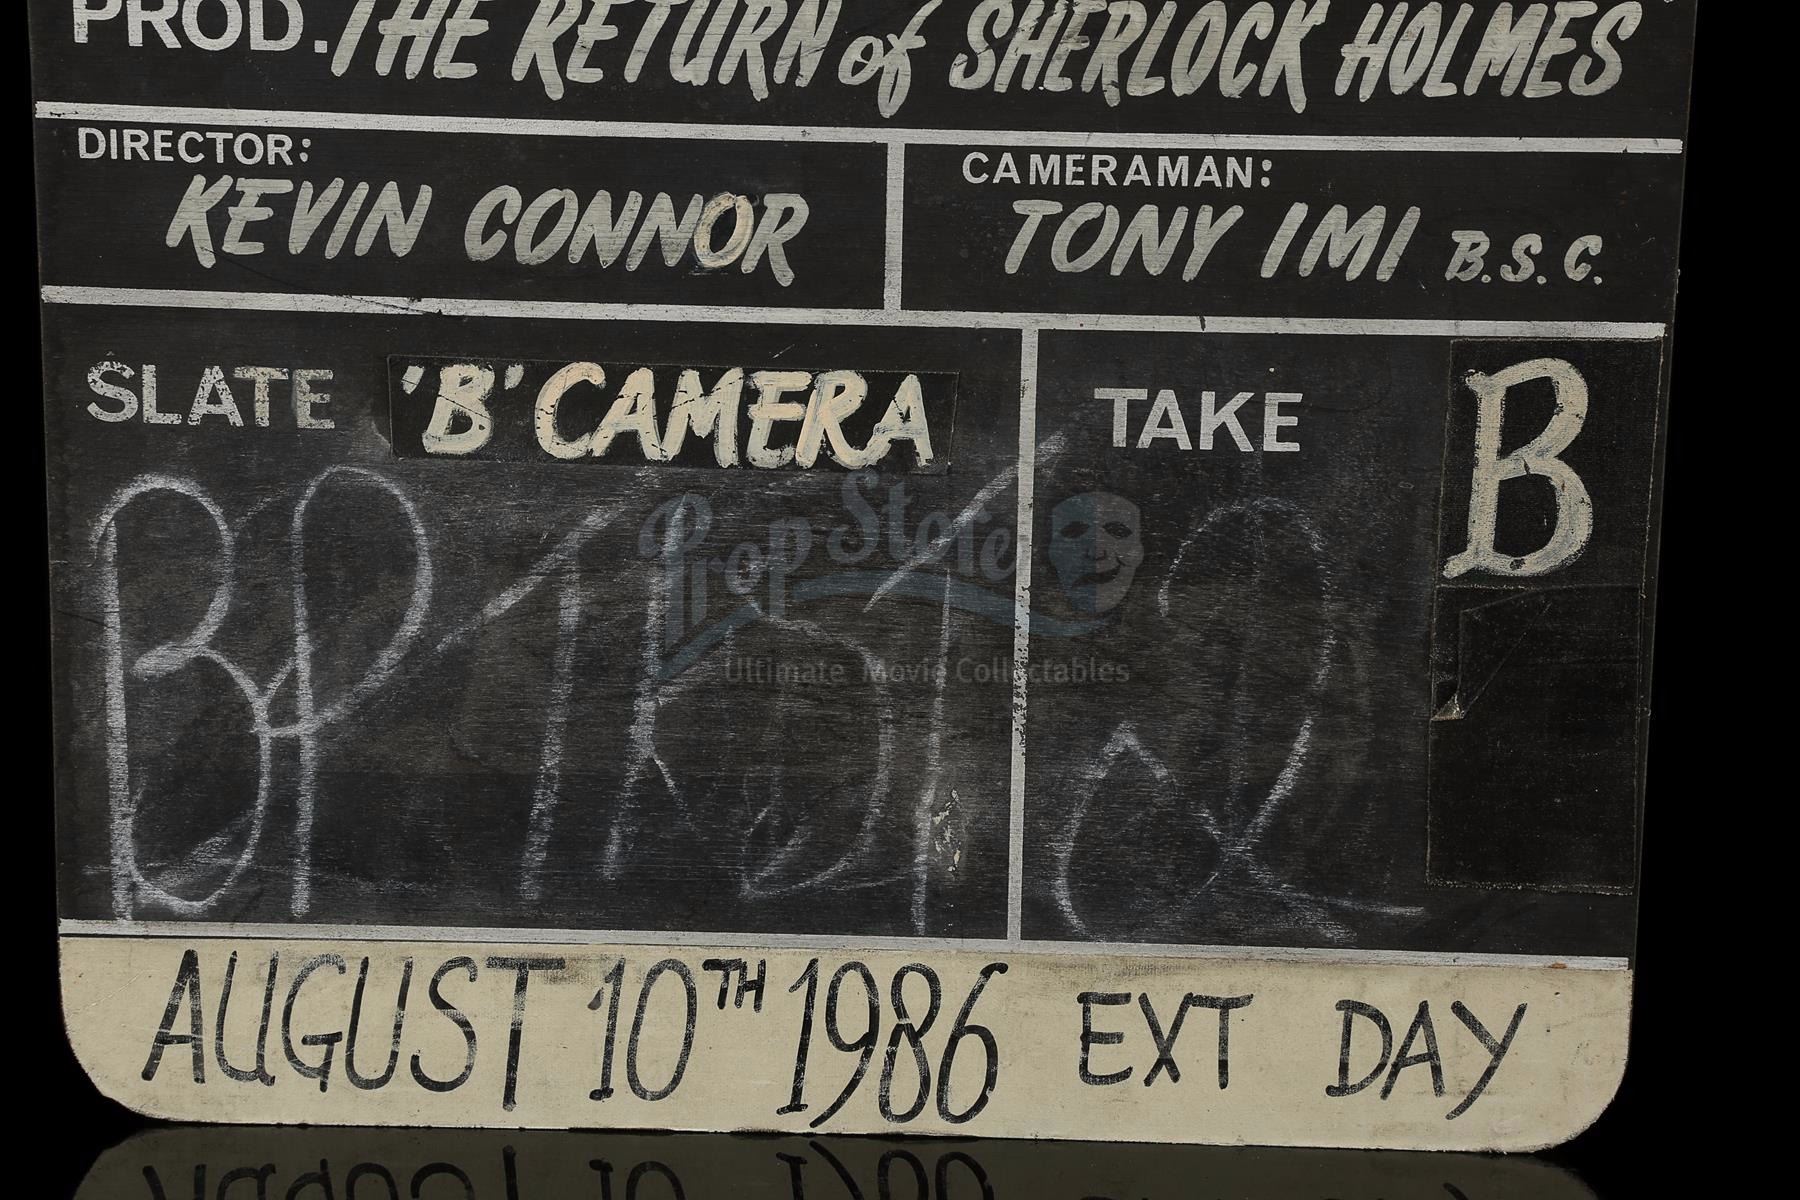 PROD. THE RETURN of SHERLOCK HOLMES
DIRECTOR:
KEVIN CONNOR
CAMERAMAN:
TONY IMI B.S.C.
SLATE 'B' CAMERA
TAKE B
2
Prop Store
Ultimate Movie Collectables
AUGUST 10TH 1986 EXT DAY